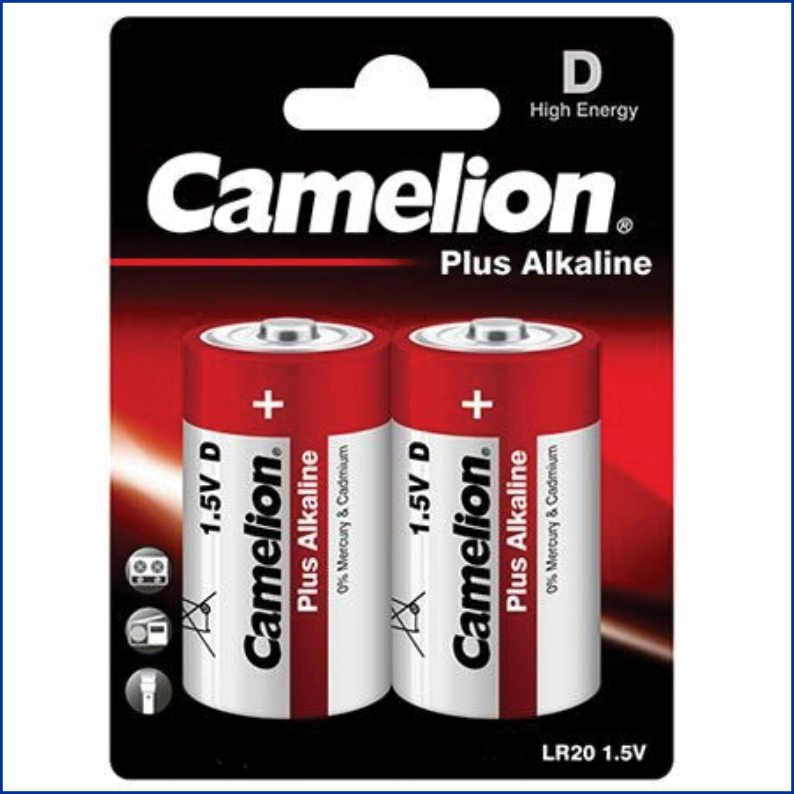 D
High Energy
Camelion®
Plus Alkaline
+
1.5V D
Camelion®
Plus Alkaline
0% Mercury & Cadmium
+
1.5V D
Camelion®
Plus Alkaline
0% Mercury & Cadmium
LR20 1.5V